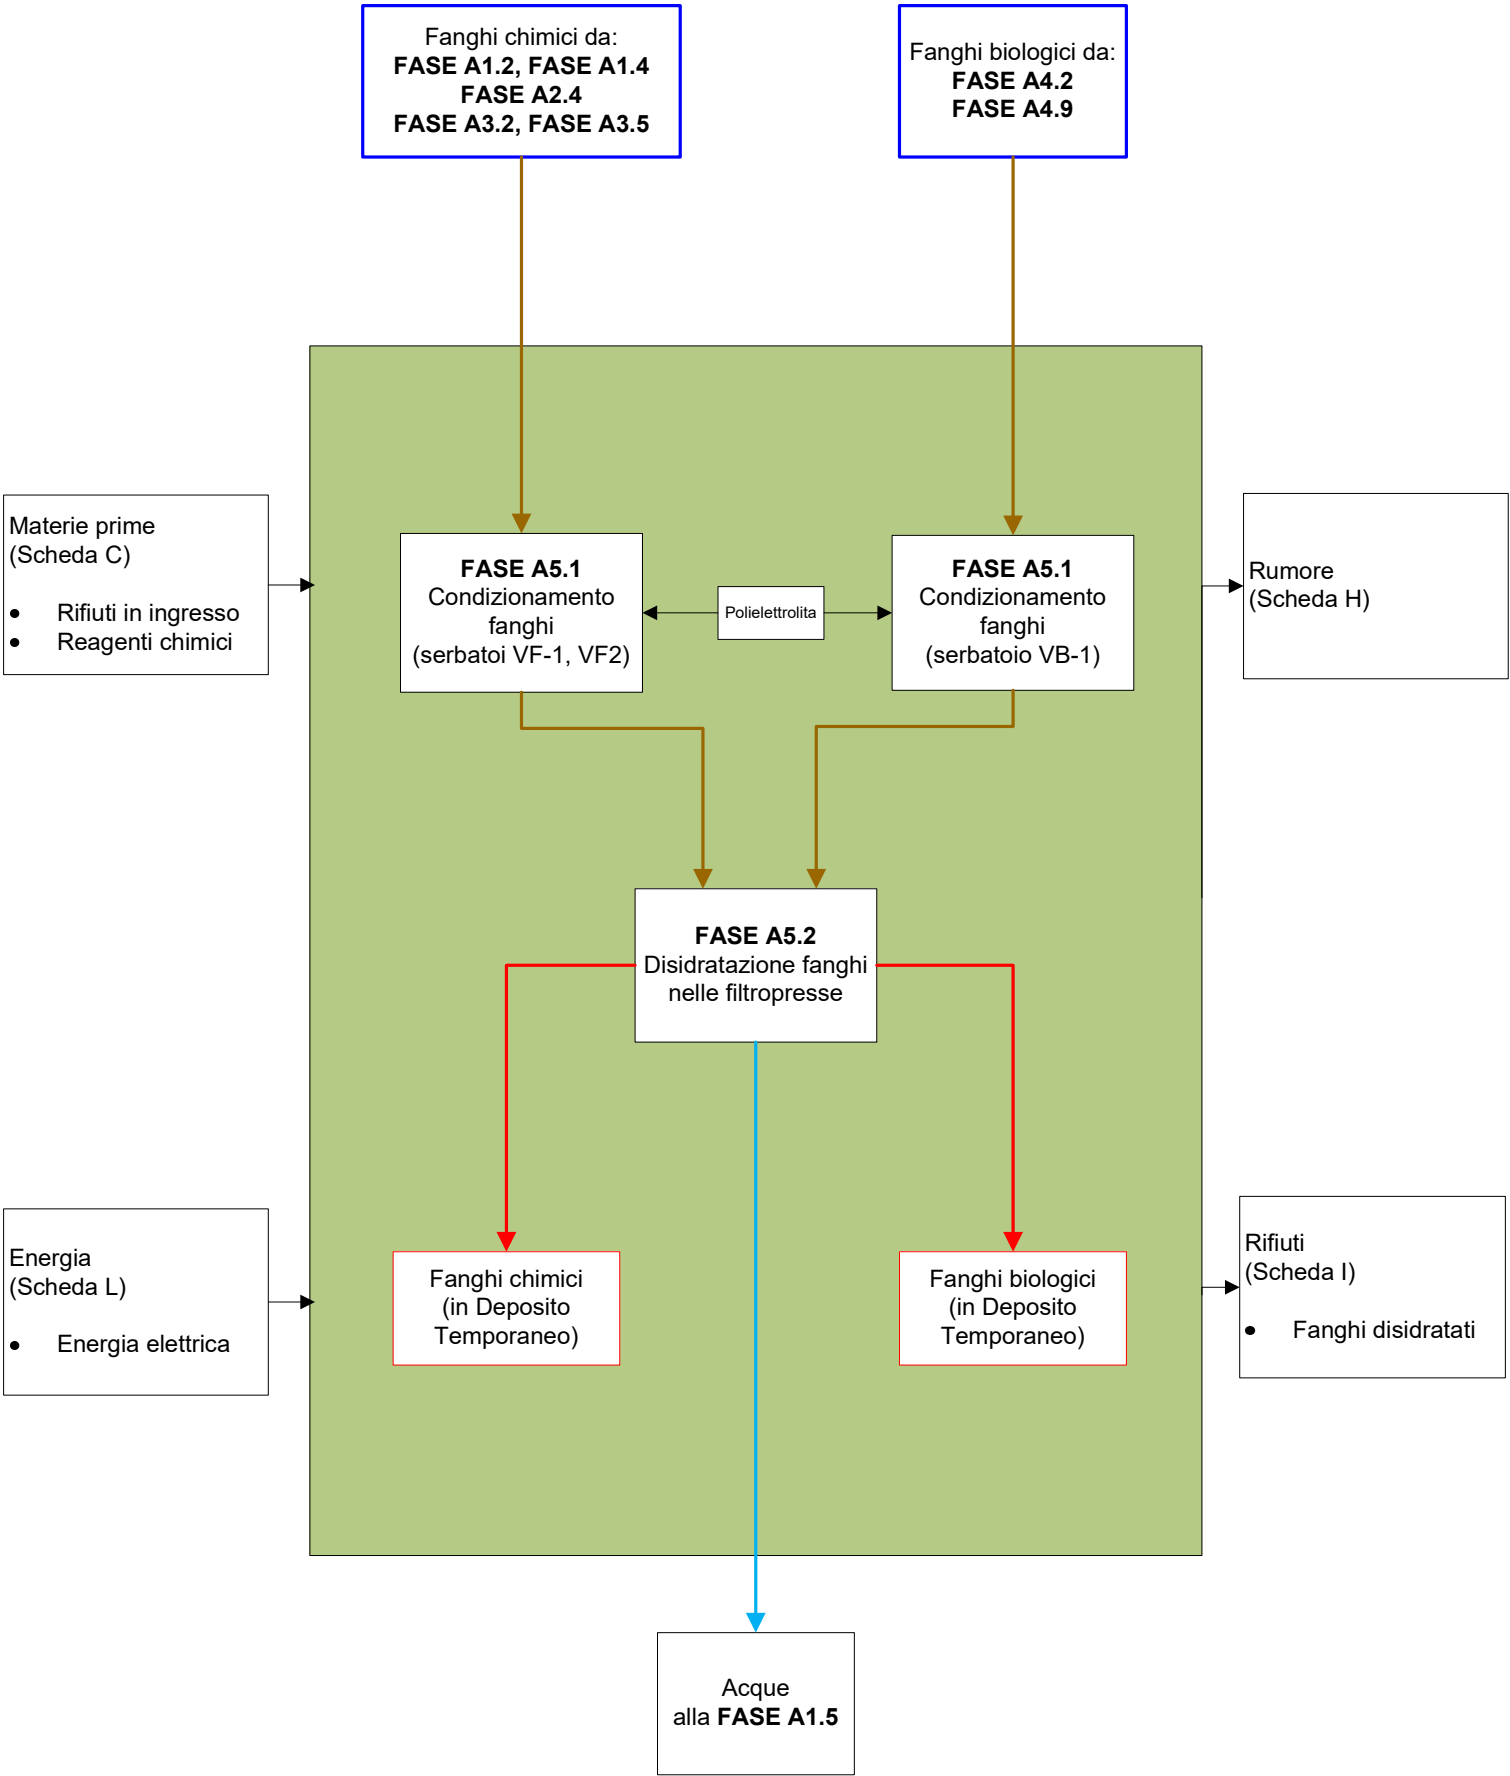 Fanghi chimici da:
FASE A1.2, FASE A1.4
FASE A2.4
FASE A3.2, FASE A3.5
Fanghi biologici da:
FASE A4.2
FASE A4.9
Materie prime
(Scheda C)
• Rifiuti in ingresso
• Reagenti chimici
FASE A5.1
Condizionamento
fanghi
(serbatoi VF-1, VF2)
Polielettrolita
FASE A5.1
Condizionamento
fanghi
(serbatoio VB-1)
Rumore
(Scheda H)
FASE A5.2
Disidratazione fanghi
nelle filtropresse
Energia
(Scheda L)
• Energia elettrica
Fanghi chimici
(in Deposito
Temporaneo)
Fanghi biologici
(in Deposito
Temporaneo)
Rifiuti
(Scheda I)
• Fanghi disidratati
Acque
alla FASE A1.5